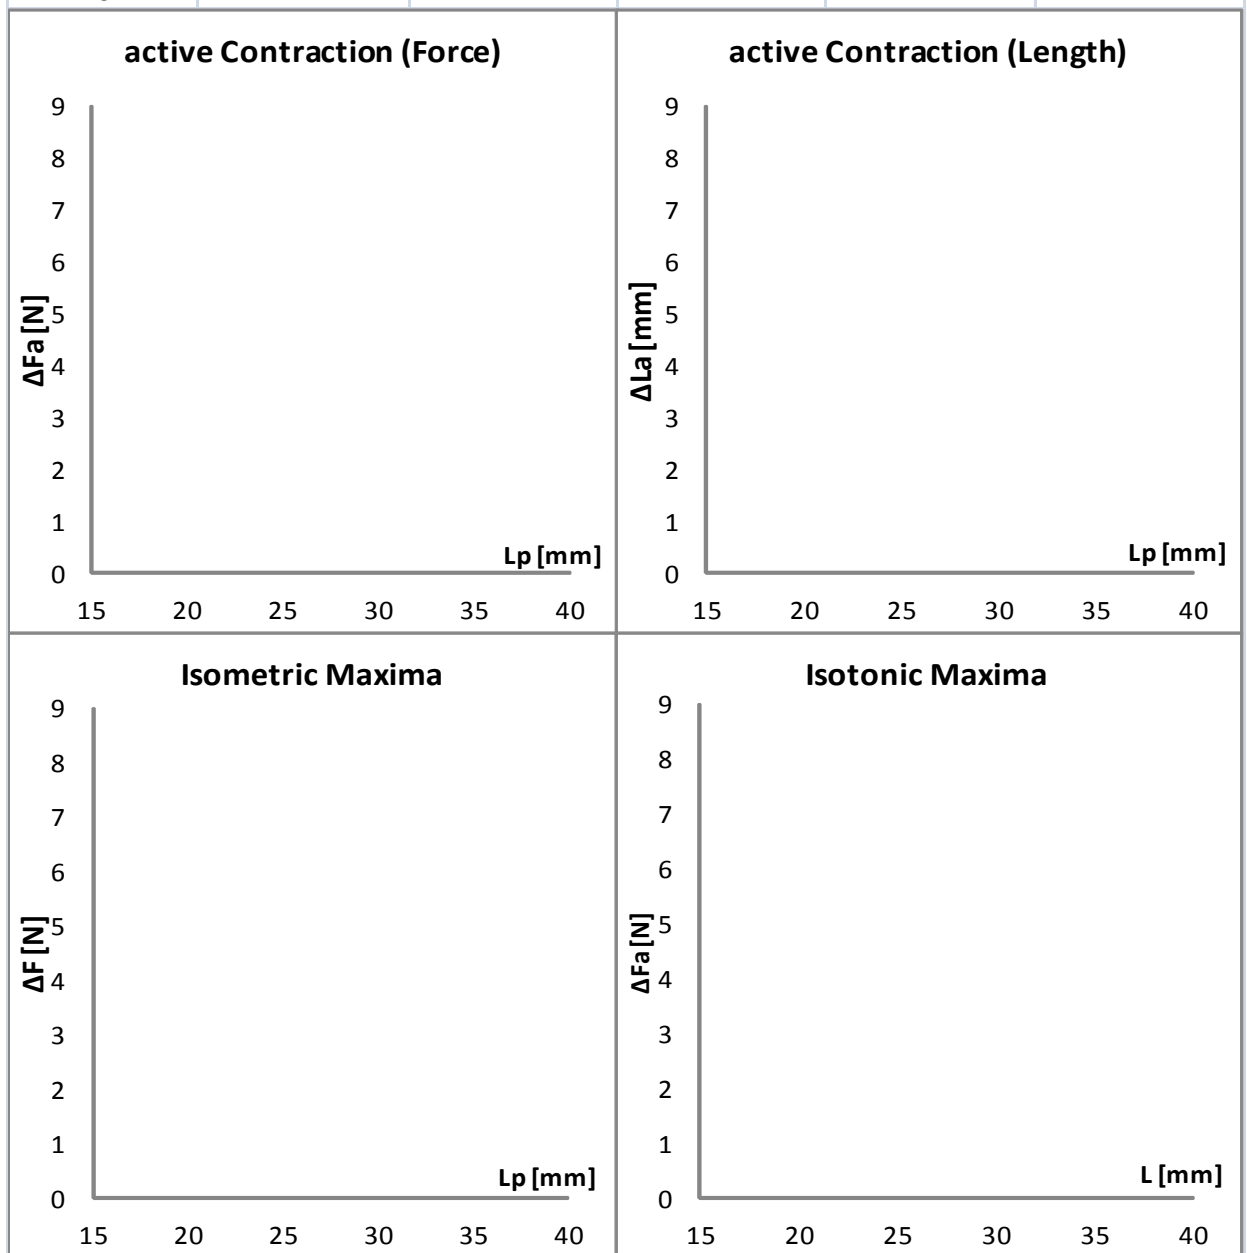 active Contraction (Force)
9
8
7
6
5
4
3
2
1
0
ΔFa [N]
Lp [mm]
15 20 25 30 35 40
active Contraction (Length)
9
8
7
6
5
4
3
2
1
0
ΔLa [mm]
Lp [mm]
15 20 25 30 35 40
Isometric Maxima
9
8
7
6
5
4
3
2
1
0
ΔF [N]
Lp [mm]
15 20 25 30 35 40
Isotonic Maxima
9
8
7
6
5
4
3
2
1
0
ΔFa [N]
L [mm]
15 20 25 30 35 40